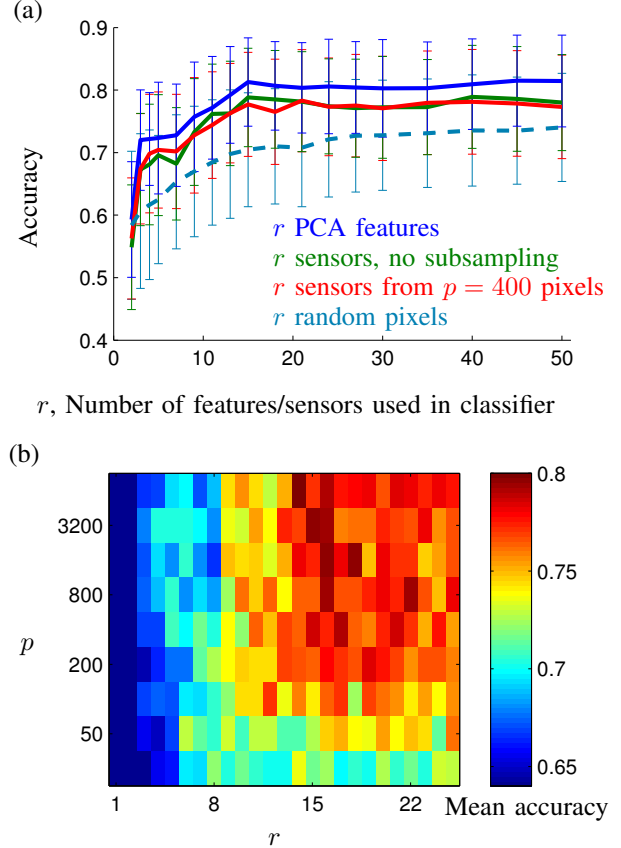 (a)
0.9
0.8
0.7
0.6
0.5
0.4
Accuracy
r PCA features
r sensors, no subsampling
r sensors from p = 400 pixels
r random pixels
0 10 20 30 40 50
r, Number of features/sensors used in classifier
(b)
3200
800
200
50
p
1 8 15 22
r
0.8
0.75
0.7
0.65
Mean accuracy